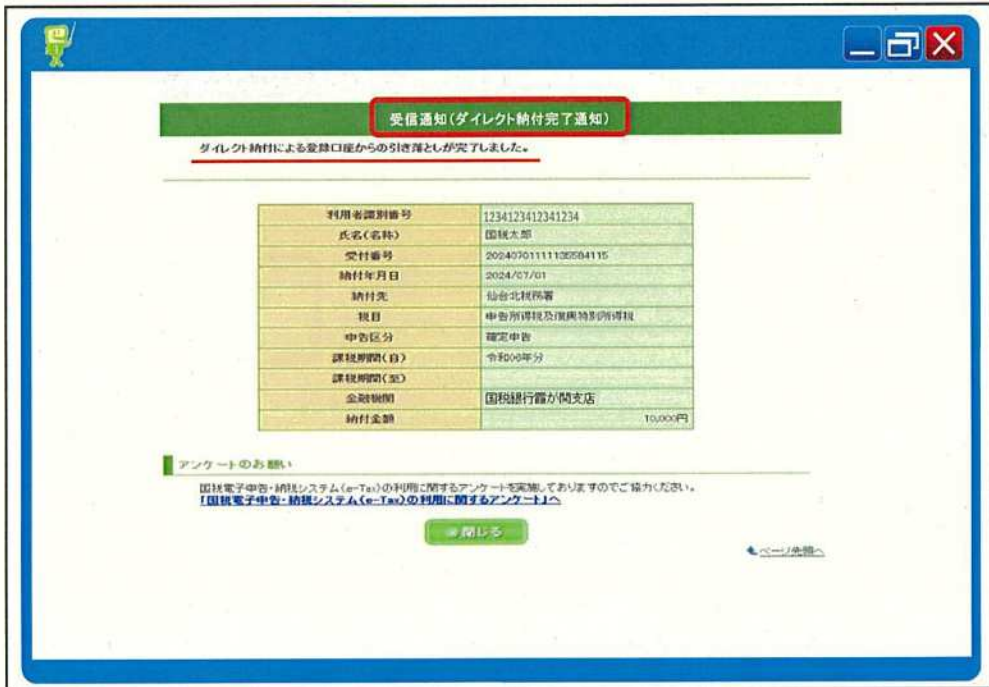 受信通知(ダイレクト納付完了通知)
ダイレクト納付による登録口座からの引き落としが完了しました。
利用者識別番号 1234123412341234
氏名(名称) 国税太郎
受付番号
納付年月日 2024/07/01
納付先 仙台北税務署
税目 申告所得税及復興特別所得税
申告区分 確定申告
課税期間(自) 令和06年分
課税期間(至)
金融機関 国税銀行霞が関支店
納付金額 10,000円
アンケートのお願い
国税電子申告・納税システム(e-Tax)の利用に関するアンケートを実施しておりますのでご協力ください。
「国税電子申告・納税システム(e-Tax)の利用に関するアンケート」へ
閉じる
ページ先頭へ